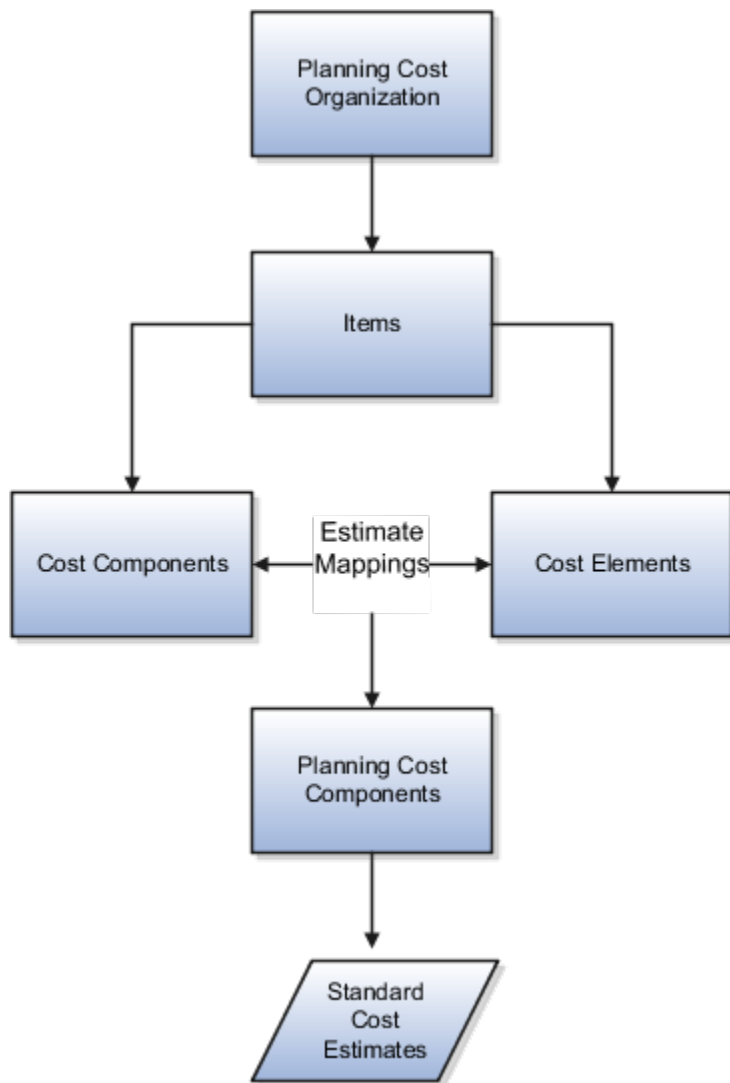 Planning Cost
Organization
Items
Cost Components
Estimate
Mappings
Cost Elements
Planning Cost
Components
Standard
Cost
Estimates